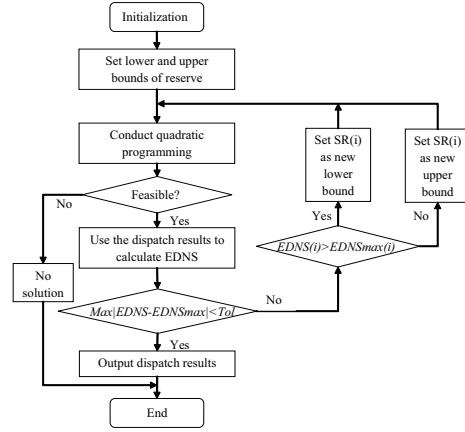 Initialization
Set lower and upper
bounds of reserve
Conduct quadratic
programming
Feasible?
No
Yes
Use the dispatch results to
calculate EDNS
No
solution
Max|EDNS-EDNSmax|<Tol
No
Yes
Output dispatch results
End
Set SR(i)
as new
lower
bound
Set SR(i)
as new
upper
bound
Yes
No
EDNS(i)>EDNSmax(i)